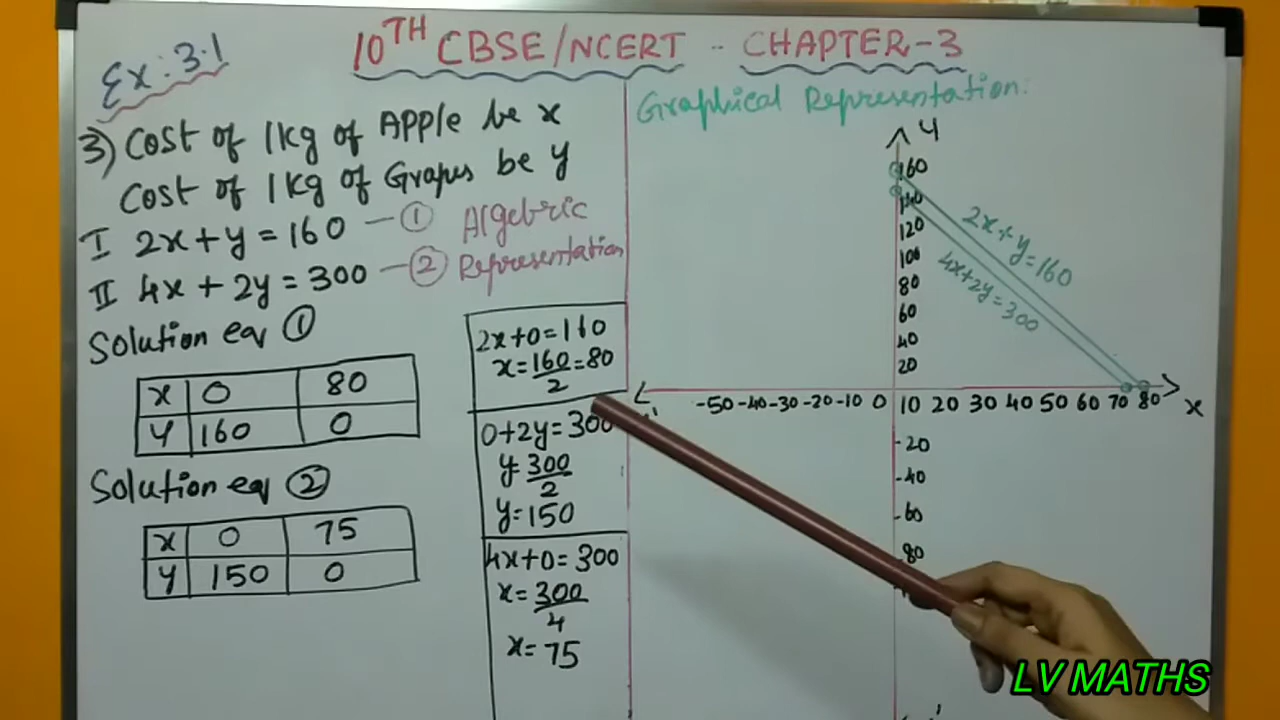 Ex: 3.1
10TH CBSE/NCERT .. CHAPTER-3
3) Cost of 1kg of Apple be x
Cost of 1kg of Grapes be y
I 2x+y=160 — ① Algebric
II 4x+2y=300 — ② Representation
Solution eq ①
x 0 80
y 160 0
Solution eq ②
x 0 75
y 150 0
2x+0=160
x=160/2=80
0+2y=300
y=300/2
y=150
4x+0=300
x=300/4
x=75
Graphical Representation:
y
160
140
120
100
80
60
40
20
2x+y=160
4x+2y=300
-50 -40 -30 -20 -10 0 10 20 30 40 50 60 70 80 x
-20
-40
-60
80
LV MATHS